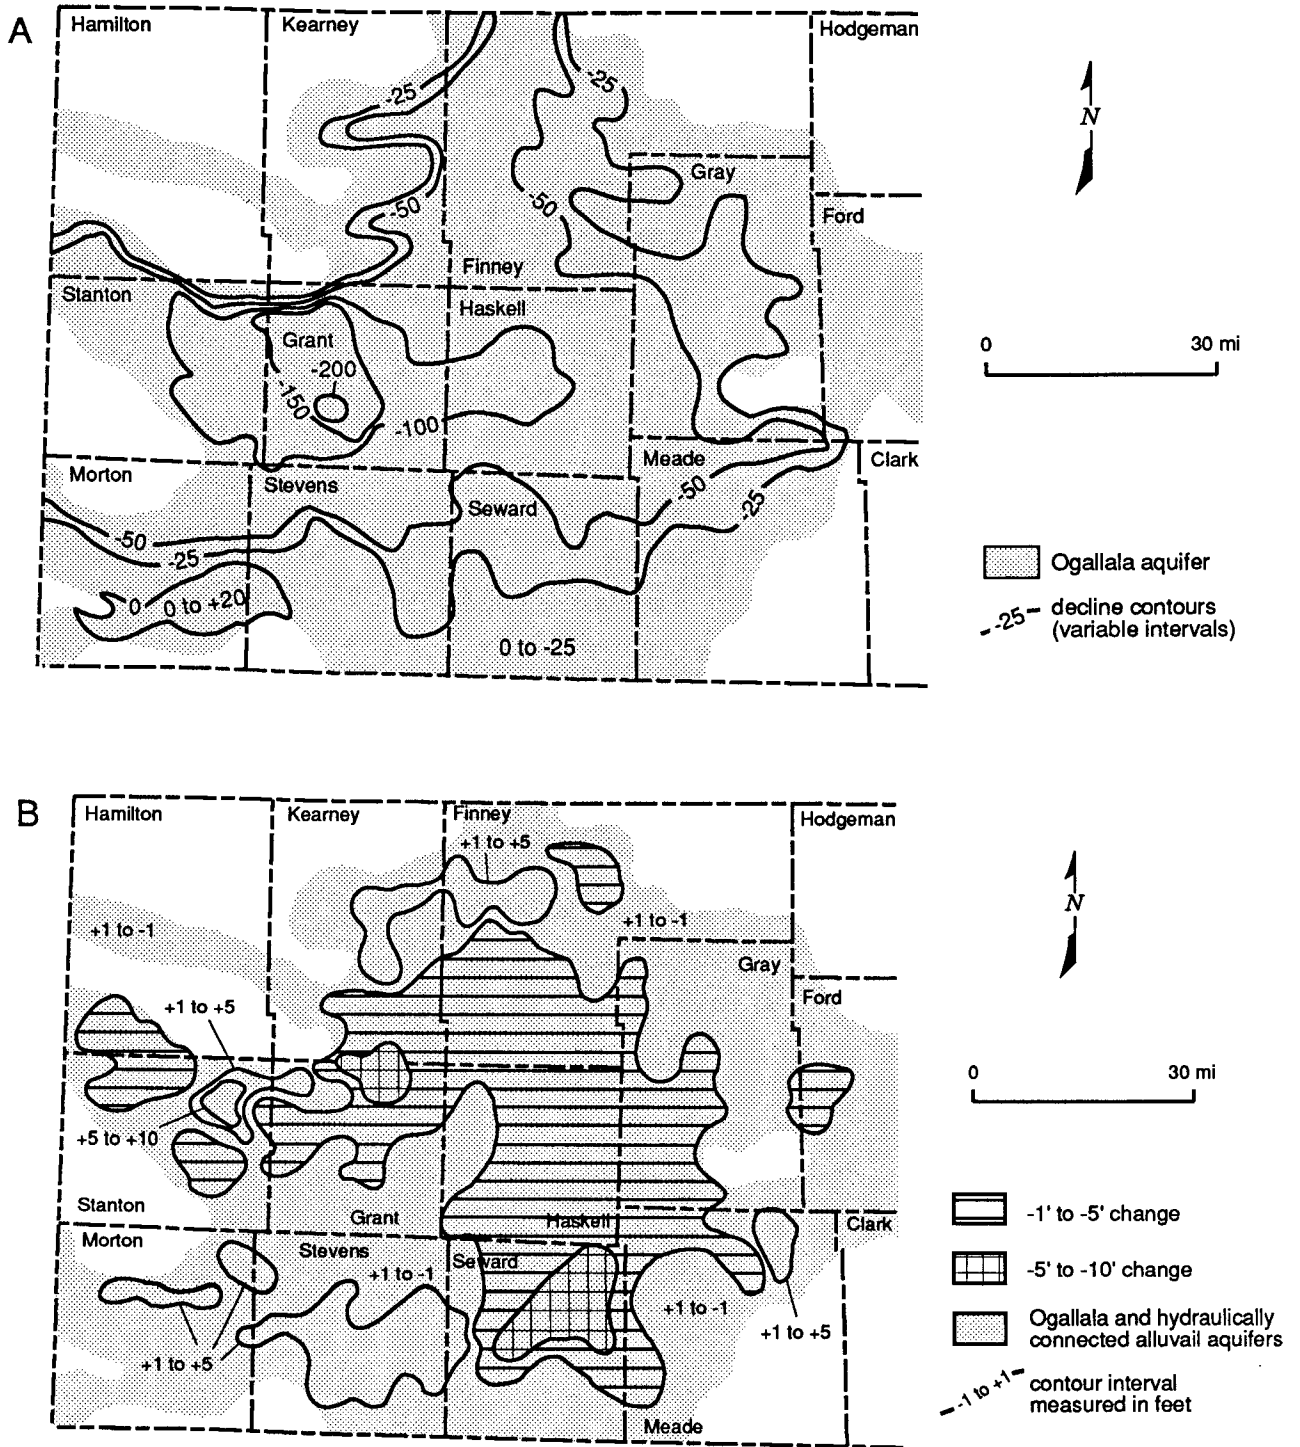 A
Hamilton
Kearney
Hodgeman
-25
-25
N
Gray
-50
-50
Ford
Finney
Stanton
Haskell
0 30 mi
Grant
-200
-150
-100
Morton
Stevens
Meade
Clark
Seward
-50
-25
-50
-25
0
0 to +20
0 to -25
Ogallala aquifer
-25
decline contours
(variable intervals)
B
Hamilton
Kearney
Finney
Hodgeman
+1 to +5
N
+1 to -1
+1 to -1
Gray
Ford
+1 to +5
0 30 mi
+5 to +10
Stanton
Grant
Haskell
Clark
Morton
Stevens
Seward
+1 to -1
+1 to -1
+1 to +5
+1 to +5
Meade
-1' to -5' change
-5' to -10' change
Ogallala and hydraulically
connected alluvail aquifers
-1 to +1
contour interval
measured in feet